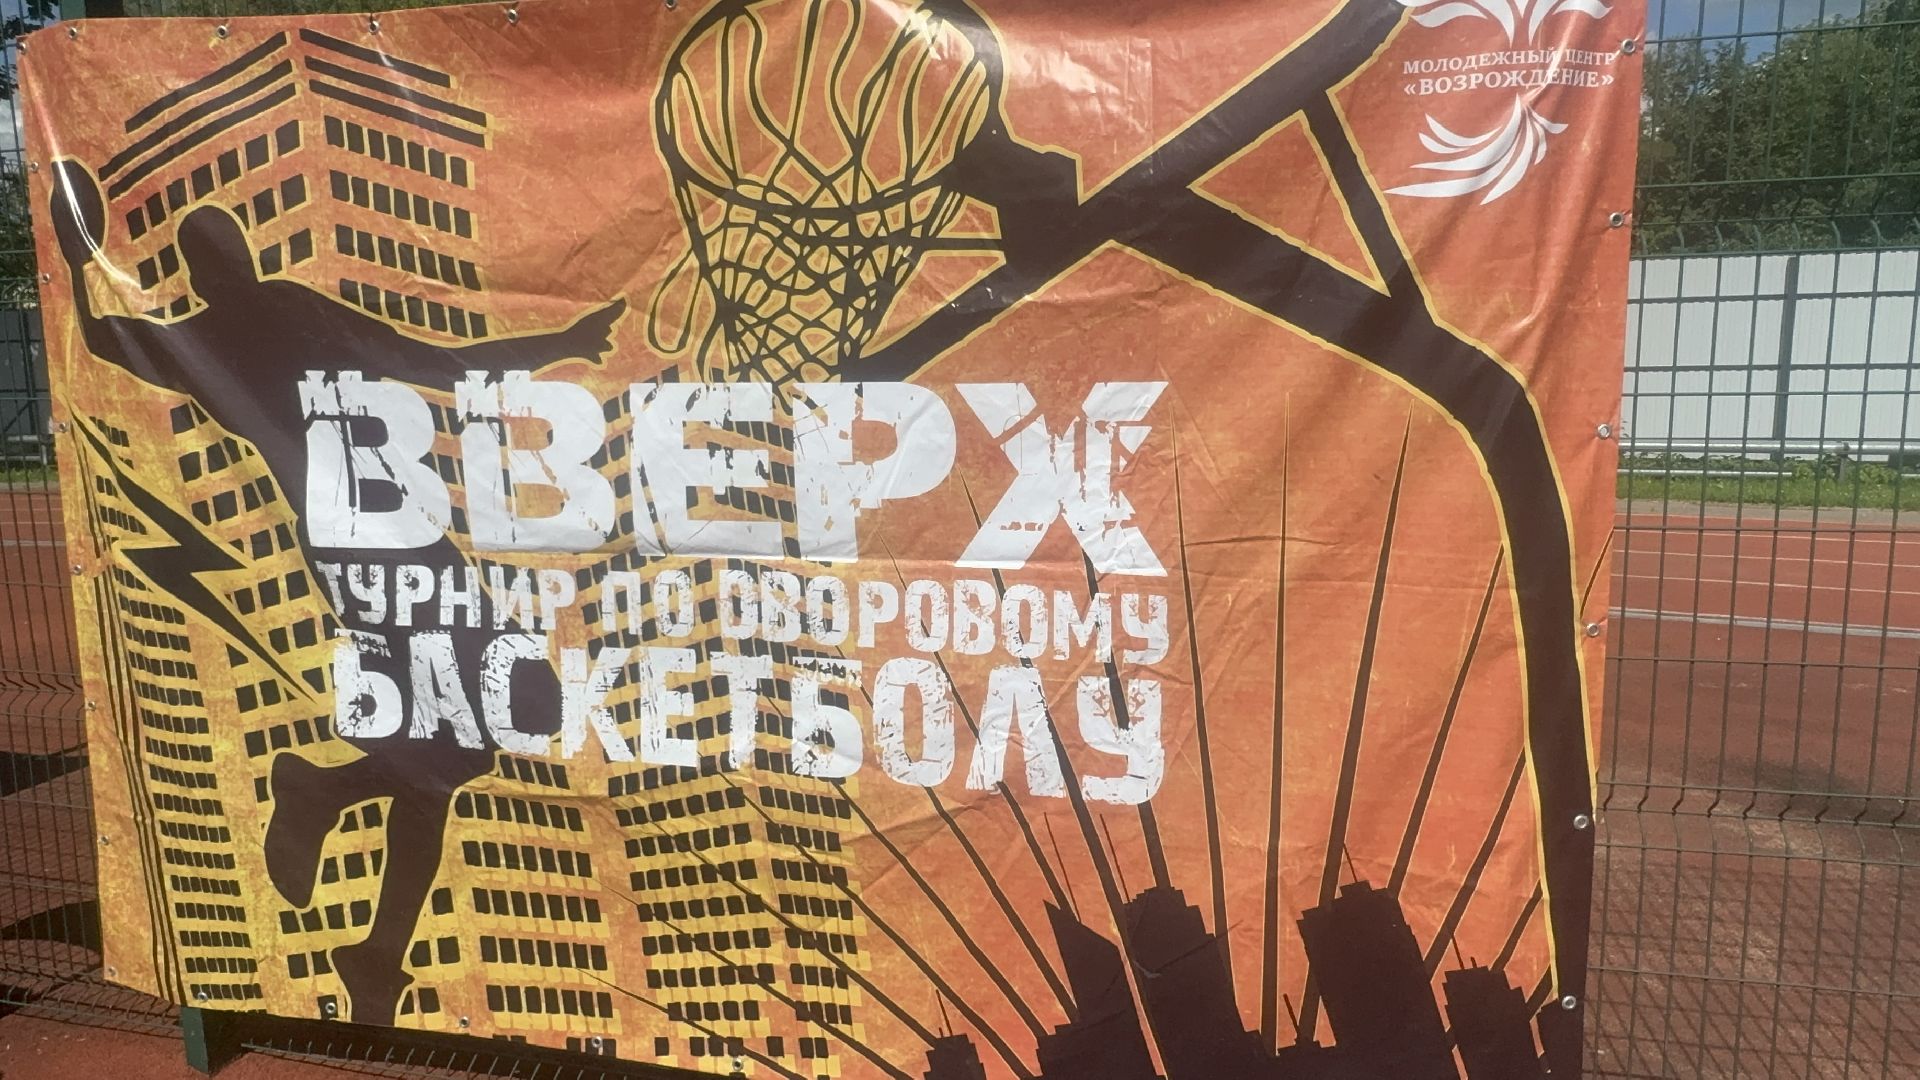 МОЛОДЕЖНЫЙ ЦЕНТР
«ВОЗРОЖДЕНИЕ»
ВВЕРХ
ТУРНИР ПО ДВОРОВОМУ
БАСКЕТБОЛУ